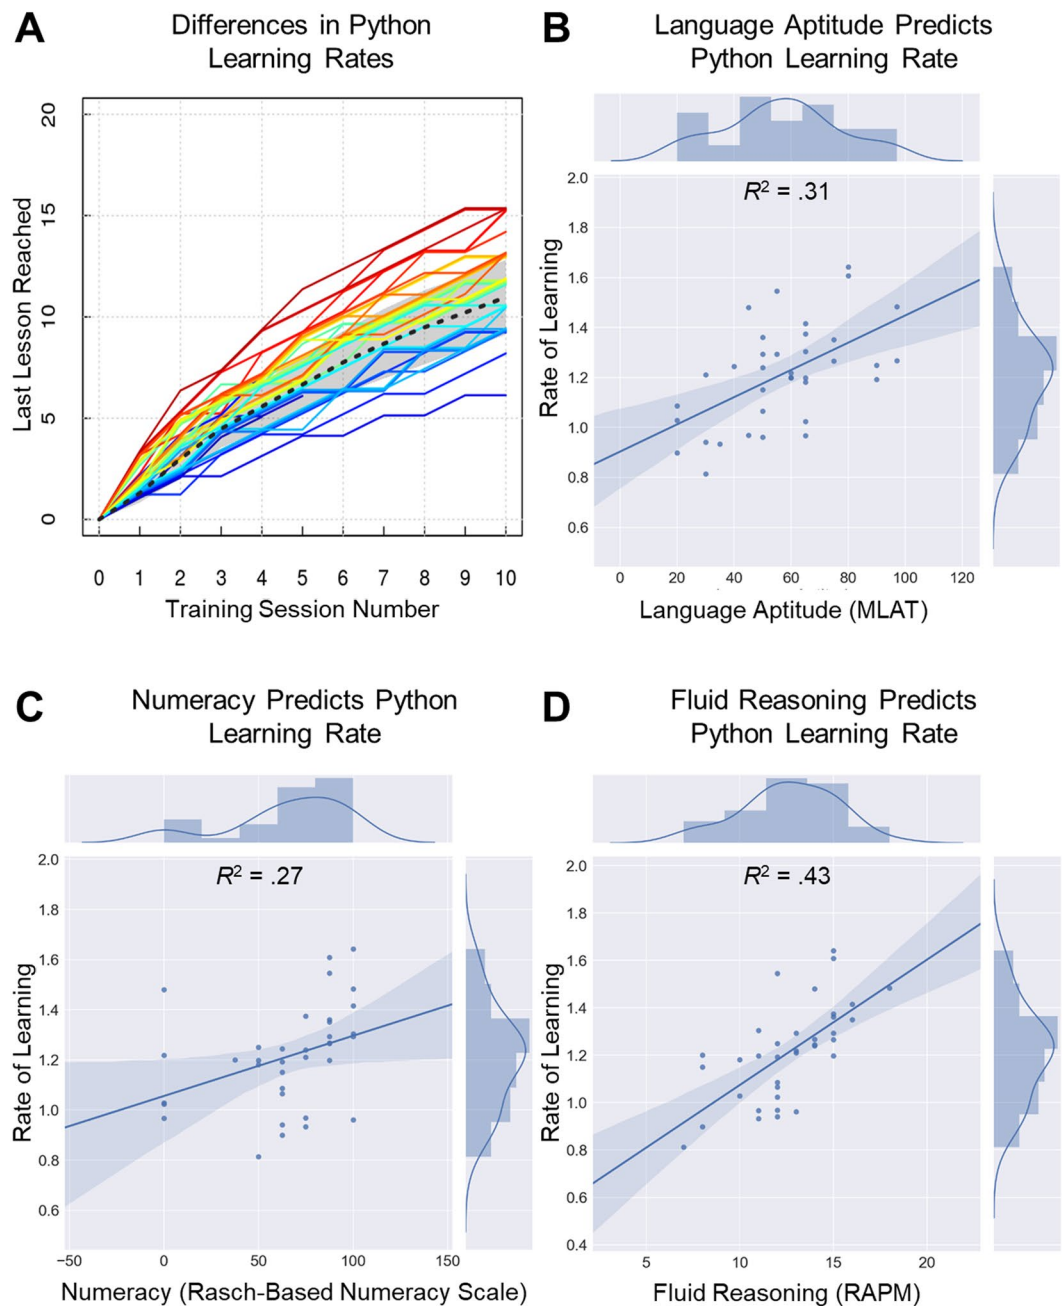 A
Differences in Python
Learning Rates
Last Lesson Reached
20
15
10
5
0
0 1 2 3 4 5 6 7 8 9 10
Training Session Number
B
Language Aptitude Predicts
Python Learning Rate
R² = .31
Rate of Learning
2.0
1.8
1.6
1.4
1.2
1.0
0.8
0.6
0 20 40 60 80 100 120
Language Aptitude (MLAT)
C
Numeracy Predicts Python
Learning Rate
R² = .27
Rate of Learning
2.0
1.8
1.6
1.4
1.2
1.0
0.8
0.6
−50 0 50 100 150
Numeracy (Rasch-Based Numeracy Scale)
D
Fluid Reasoning Predicts
Python Learning Rate
R² = .43
Rate of Learning
2.0
1.8
1.6
1.4
1.2
1.0
0.8
0.6
0.4
5 10 15 20
Fluid Reasoning (RAPM)